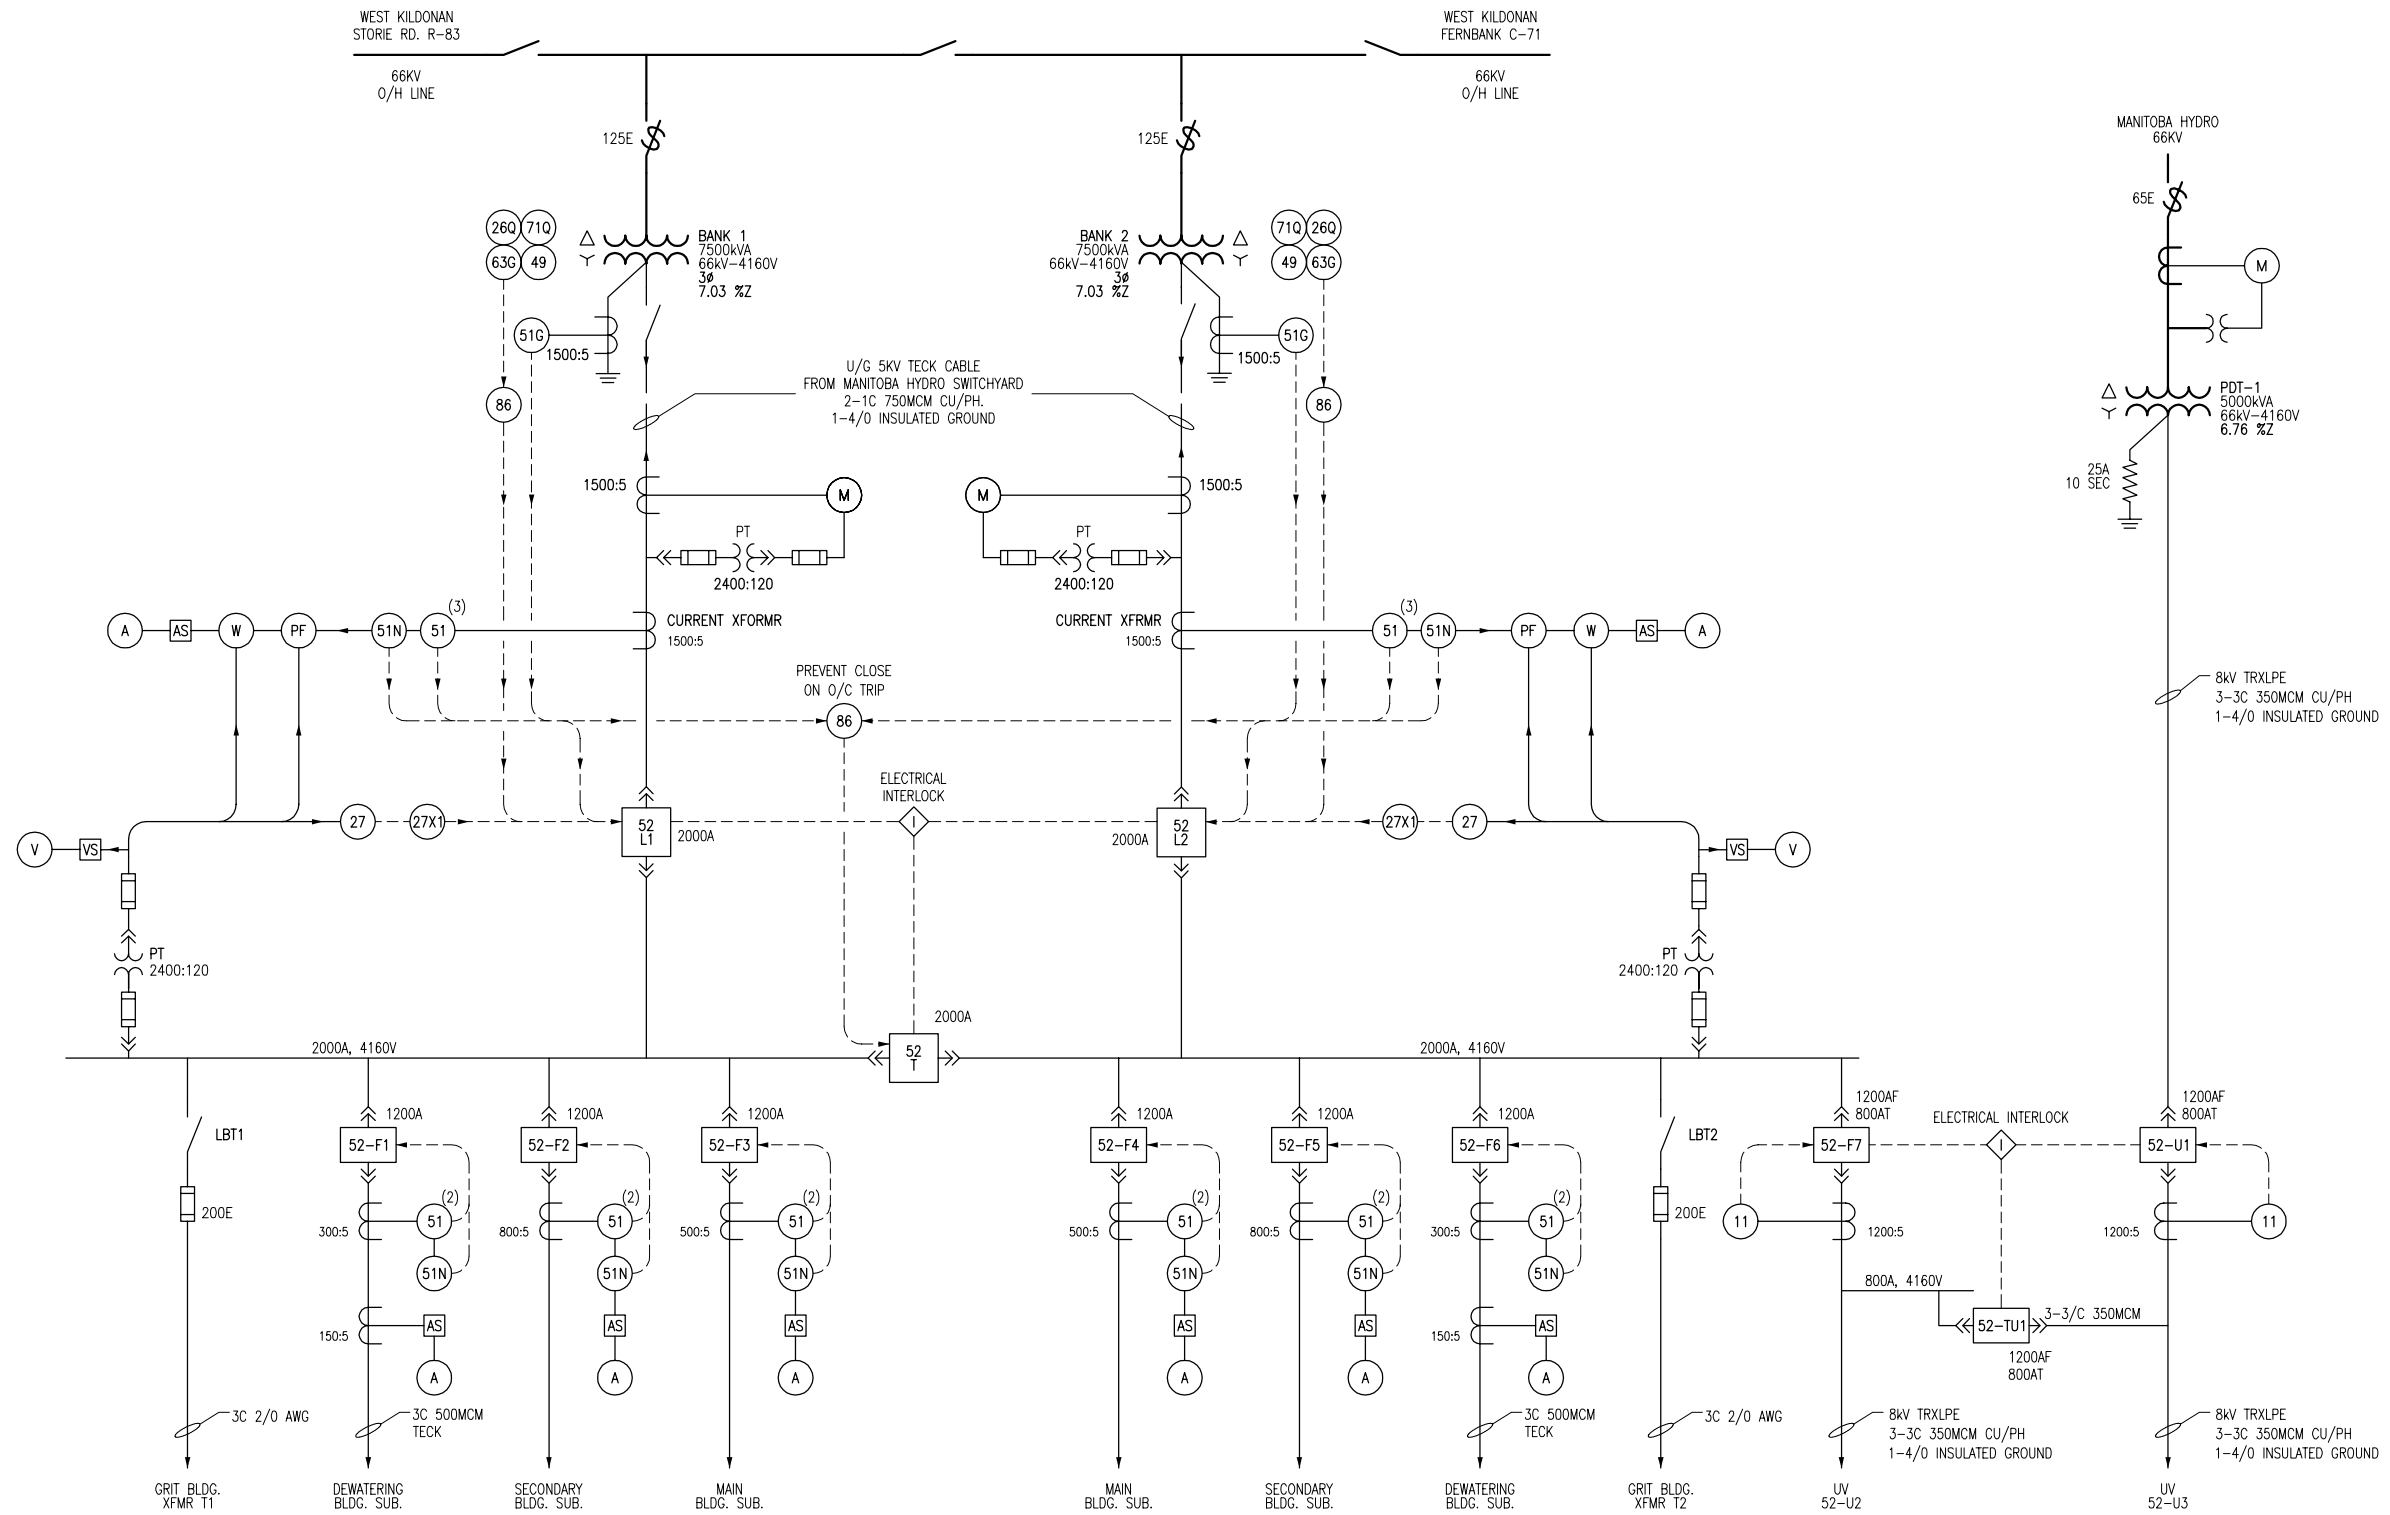 WEST KILDONAN
STORIE RD. R-83
66KV
O/H LINE
WEST KILDONAN
FERNBANK C-71
66KV
O/H LINE
MANITOBA HYDRO
66KV
125E
125E
65E
26Q
71Q
63G
49
BANK 1
7500kVA
66kV-4160V
3ø
7.03 %Z
BANK 2
7500kVA
66kV-4160V
3ø
7.03 %Z
71Q
26Q
49
63G
M
51G
1500:5
51G
1500:5
86
86
U/G 5KV TECK CABLE
FROM MANITOBA HYDRO SWITCHYARD
2-1C 750MCM CU/PH.
1-4/0 INSULATED GROUND
PDT-1
5000kVA
66kV-4160V
6.76 %Z
25A
10 SEC
1500:5
M
M
1500:5
PT
2400:120
PT
2400:120
A
AS
W
PF
51N
51
(3)
CURRENT XFORMR
1500:5
CURRENT XFRMR
1500:5
51
(3)
51N
PF
W
AS
A
PREVENT CLOSE
ON O/C TRIP
86
8kV TRXLPE
3-3C 350MCM CU/PH
1-4/0 INSULATED GROUND
ELECTRICAL
INTERLOCK
I
V
VS
27
27X1
52
L1
2000A
2000A
52
L2
27X1
27
VS
V
PT
2400:120
PT
2400:120
2000A
52
T
2000A, 4160V
2000A, 4160V
LBT1
200E
3C 2/0 AWG
GRIT BLDG.
XFMR T1
1200A
52-F1
300:5
(2)
51
51N
150:5
AS
A
3C 500MCM
TECK
DEWATERING
BLDG. SUB.
1200A
52-F2
800:5
(2)
51
51N
AS
A
SECONDARY
BLDG. SUB.
1200A
52-F3
500:5
(2)
51
51N
AS
A
MAIN
BLDG. SUB.
1200A
52-F4
500:5
(2)
51
51N
AS
A
MAIN
BLDG. SUB.
1200A
52-F5
800:5
(2)
51
51N
AS
A
SECONDARY
BLDG. SUB.
1200A
52-F6
300:5
(2)
51
51N
150:5
AS
A
3C 500MCM
TECK
DEWATERING
BLDG. SUB.
LBT2
200E
3C 2/0 AWG
GRIT BLDG.
XFMR T2
1200AF
800AT
52-F7
11
1200:5
800A, 4160V
8kV TRXLPE
3-3C 350MCM CU/PH
1-4/0 INSULATED GROUND
UV
52-U2
ELECTRICAL INTERLOCK
I
52-TU1
3-3/C 350MCM
1200AF
800AT
1200AF
800AT
52-U1
1200:5
11
8kV TRXLPE
3-3C 350MCM CU/PH
1-4/0 INSULATED GROUND
UV
52-U3